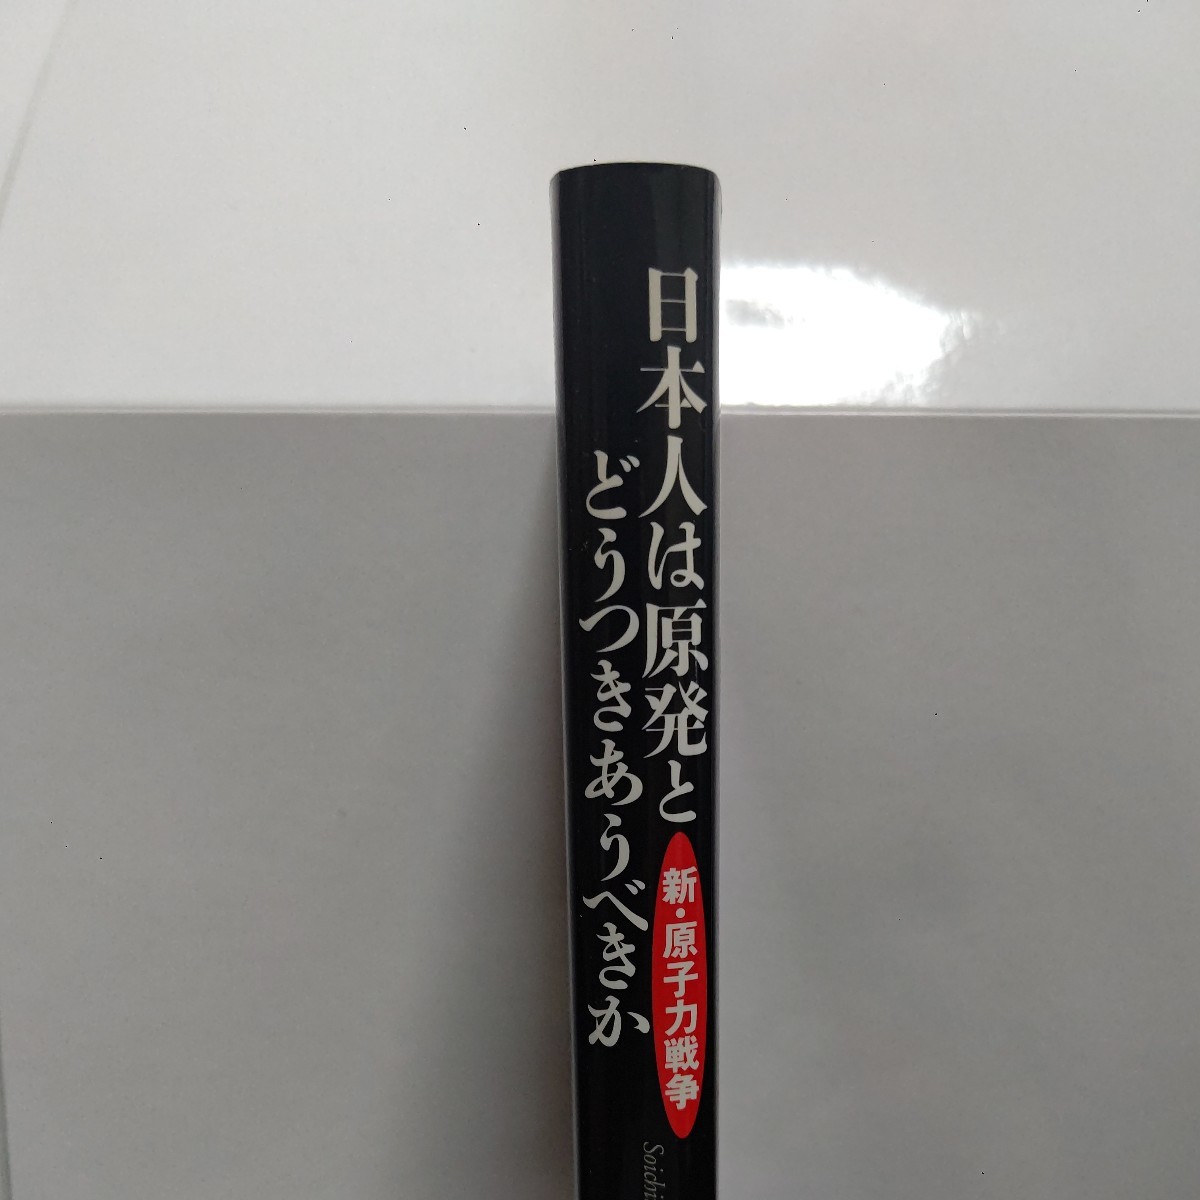 日本人は原発と
どうつきあうべきか
新・原子力戦争